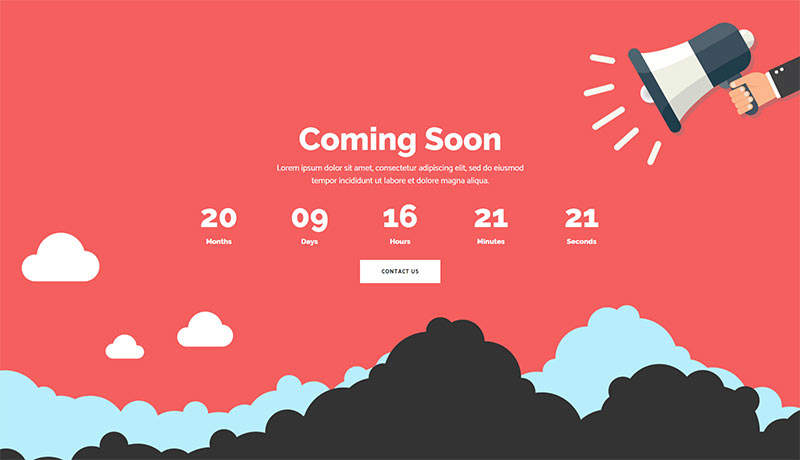 Coming Soon
Lorem ipsum dolor sit amet, consectetur adipiscing elit, sed do eiusmod
tempor incididunt ut labore et dolore magna aliqua.
20 09 16 21 21
Months Days Hours Minutes Seconds
CONTACT US